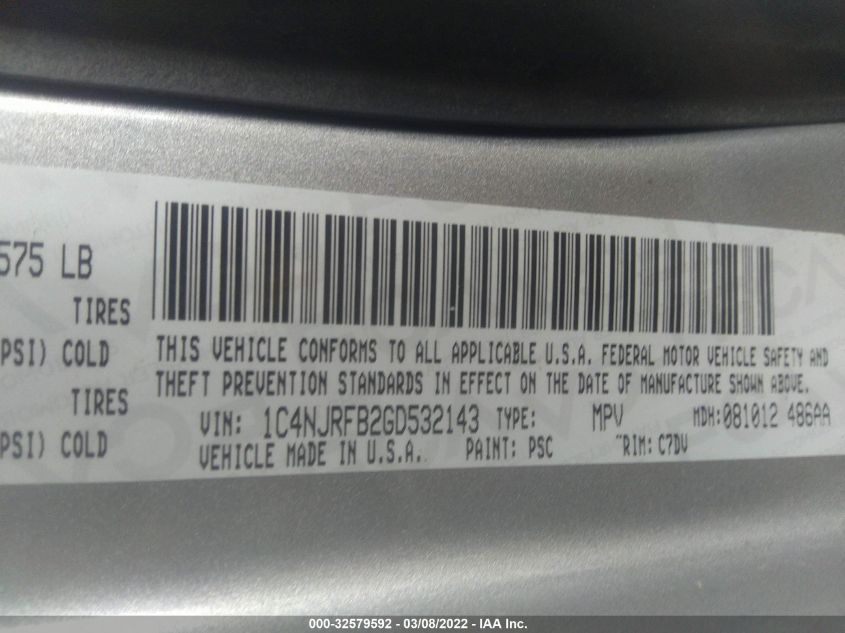 575 LB
TIRES
PSI) COLD
TIRES
PSI) COLD
THIS VEHICLE CONFORMS TO ALL APPLICABLE U.S.A. FEDERAL MOTOR VEHICLE SAFETY AND
THEFT PREVENTION STANDARDS IN EFFECT ON THE DATE OF MANUFACTURE SHOWN ABOVE.
VIN: 1C4NJRFB2GD532143 TYPE: MPV MDH:081012 486AA
VEHICLE MADE IN U.S.A. PAINT: PSC TRIM: C7DV
000-32579592 - 03/08/2022 - IAA Inc.